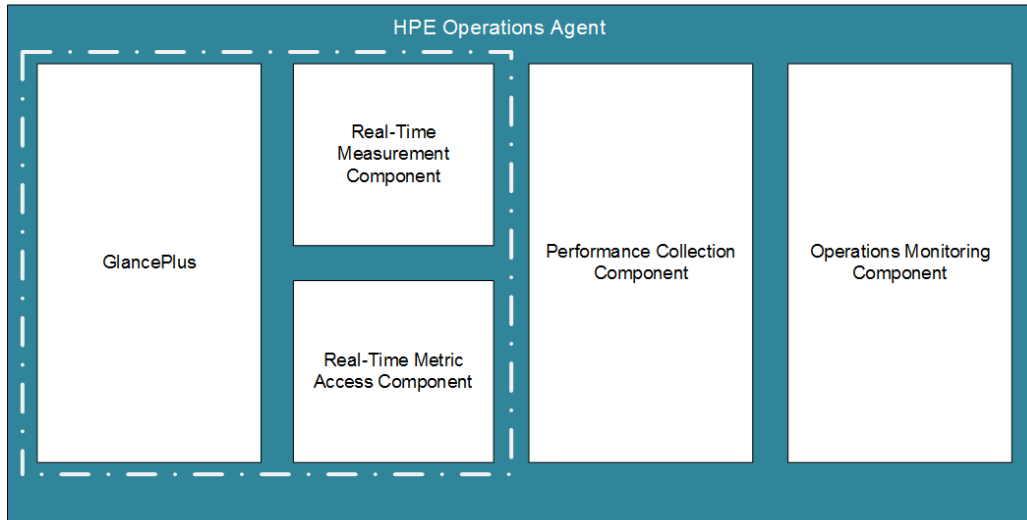 HPE Operations Agent
Real-Time
Measurement
Component
GlancePlus
Performance Collection
Component
Operations Monitoring
Component
Real-Time Metric
Access Component